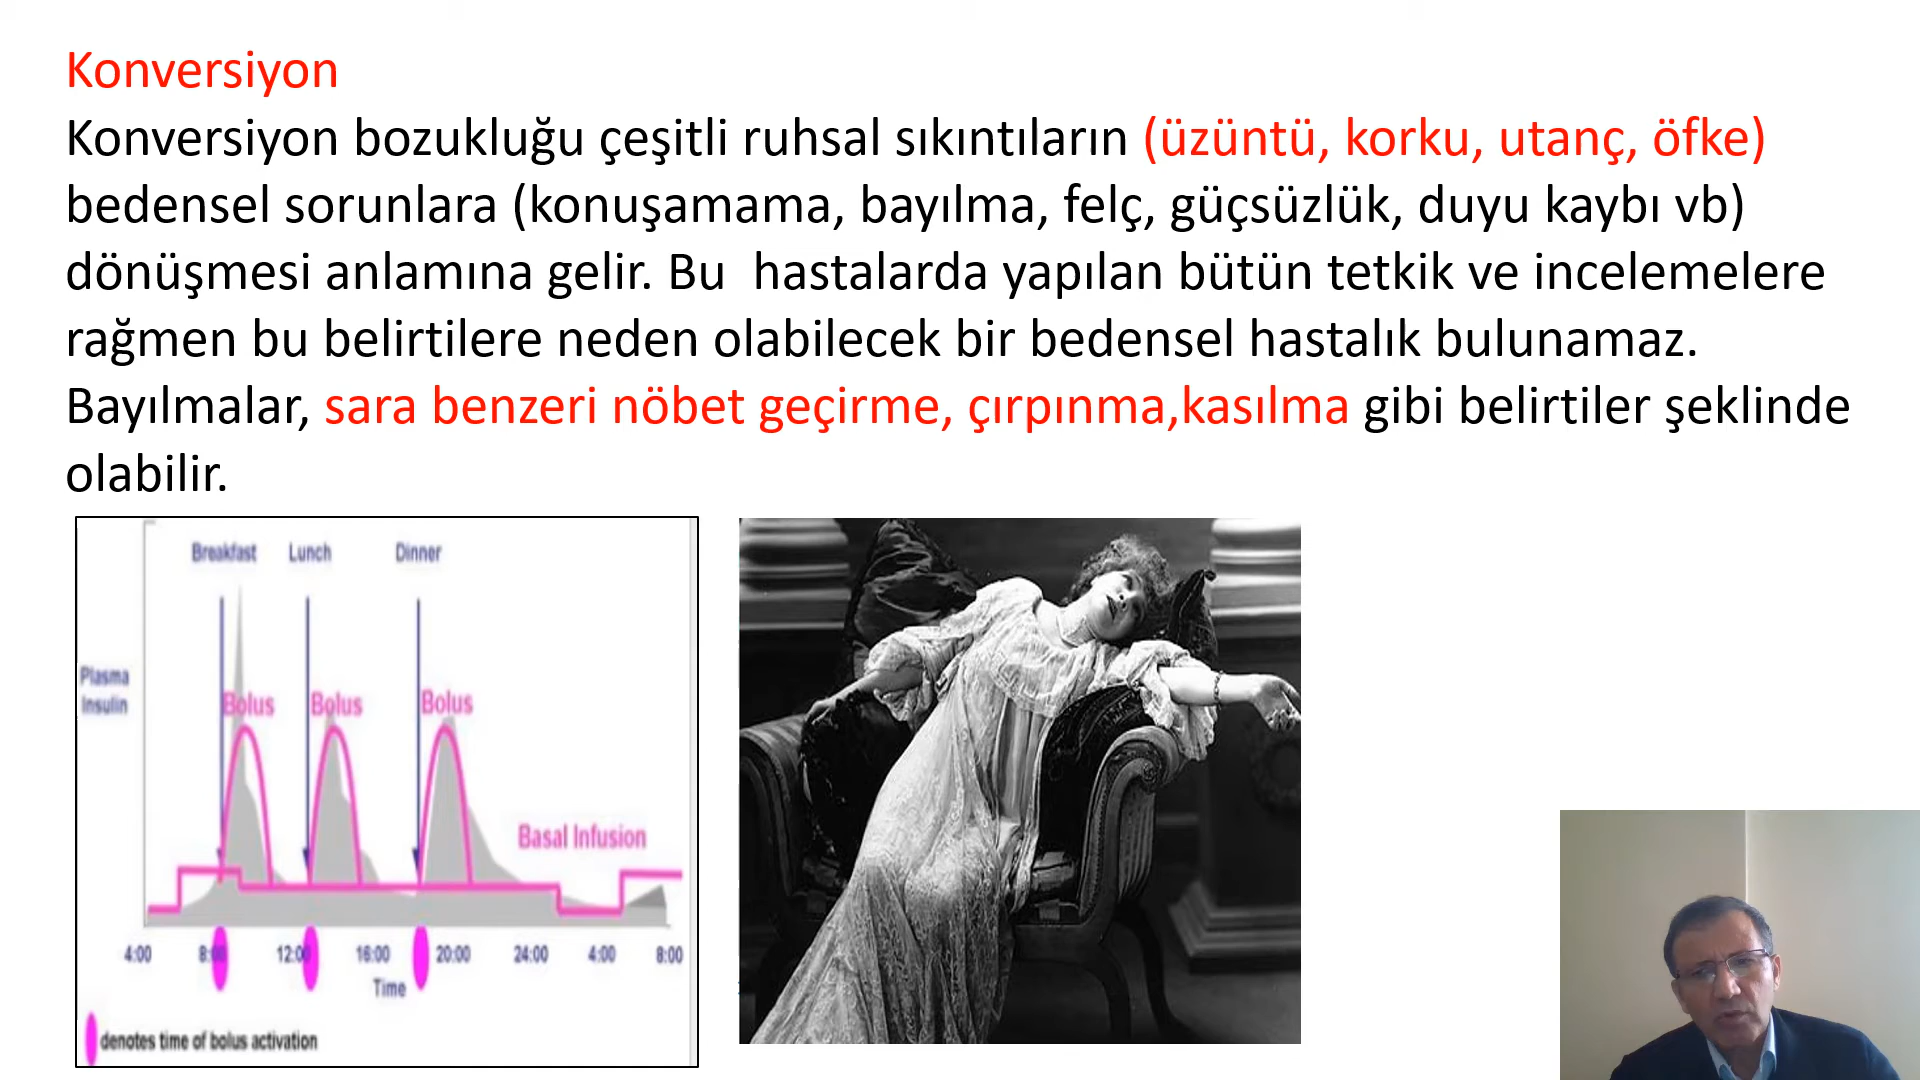 Konversiyon
Konversiyon bozukluğu çeşitli ruhsal sıkıntıların (üzüntü, korku, utanç, öfke)
bedensel sorunlara (konuşamama, bayılma, felç, güçsüzlük, duyu kaybı vb)
dönüşmesi anlamına gelir. Bu  hastalarda yapılan bütün tetkik ve incelemelere
rağmen bu belirtilere neden olabilecek bir bedensel hastalık bulunamaz.
Bayılmalar, sara benzeri nöbet geçirme, çırpınma,kasılma gibi belirtiler şeklinde
olabilir.
Breakfast Lunch Dinner
Plasma
Insulin
Bolus Bolus Bolus
Basal Infusion
4:00 8:00 12:00 16:00 20:00 24:00 4:00 8:00
Time
denotes time of bolus activation